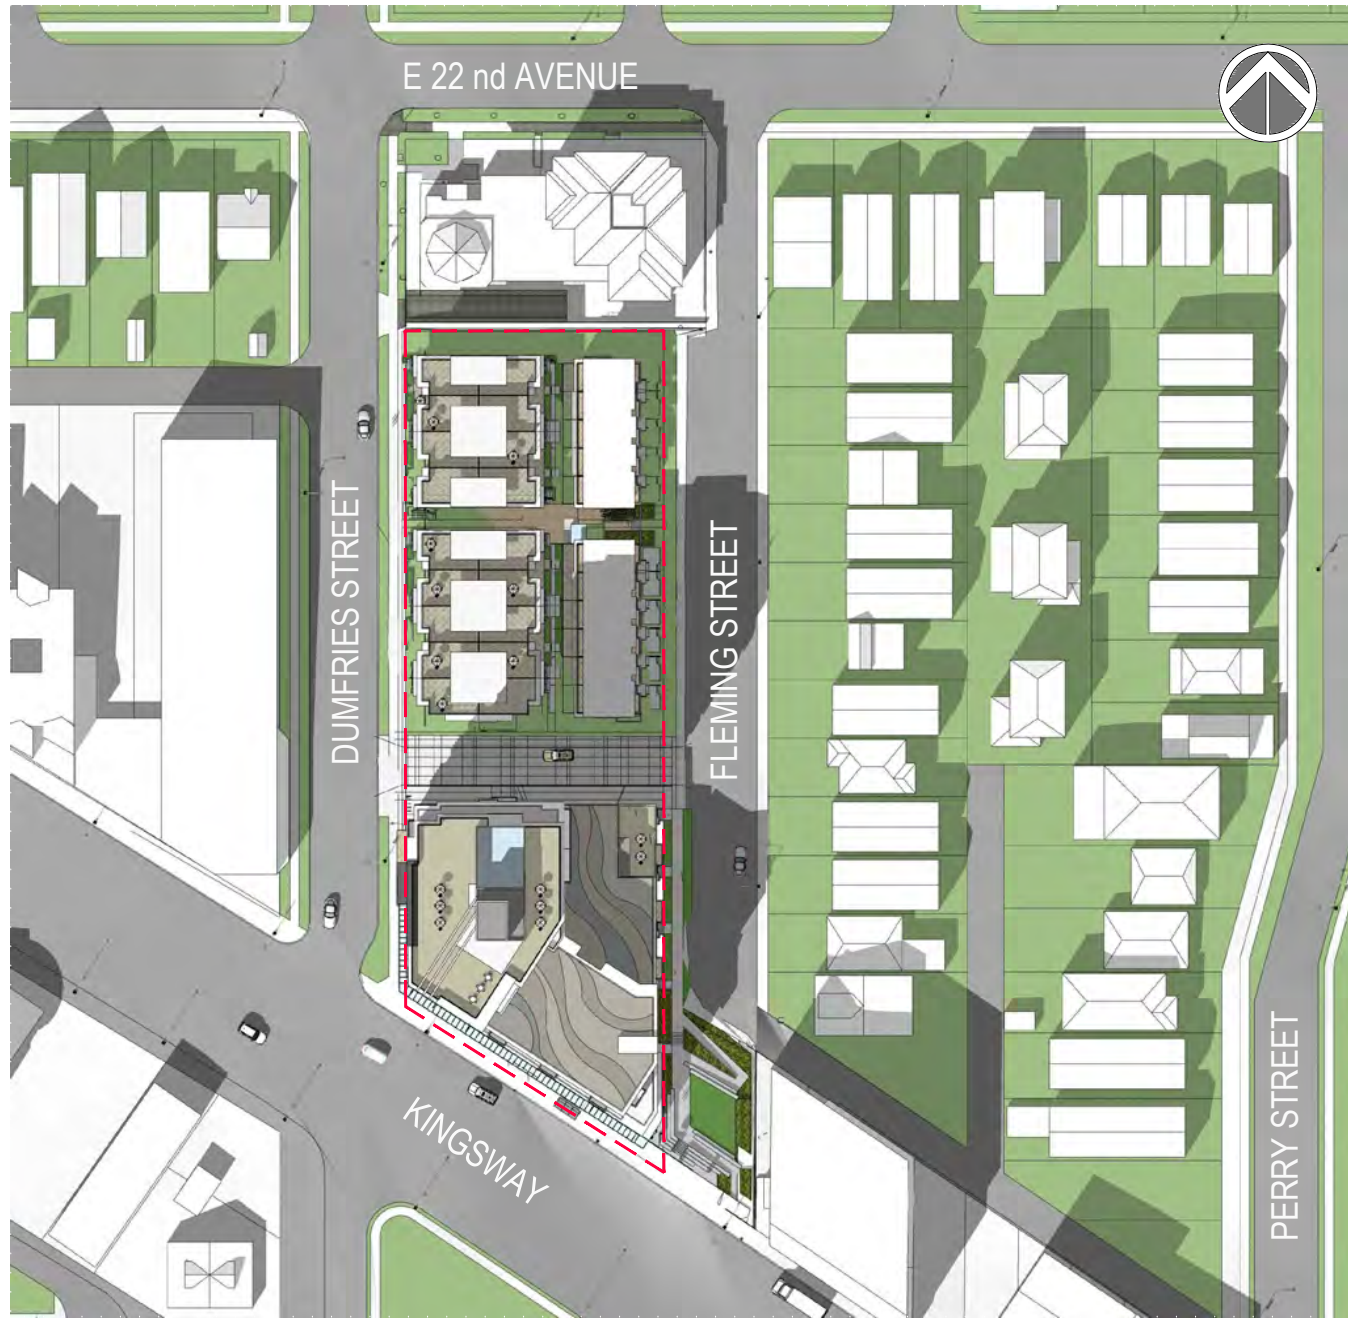 E 22 nd AVENUE
DUMFRIES STREET
FLEMING STREET
KINGSWAY
PERRY STREET